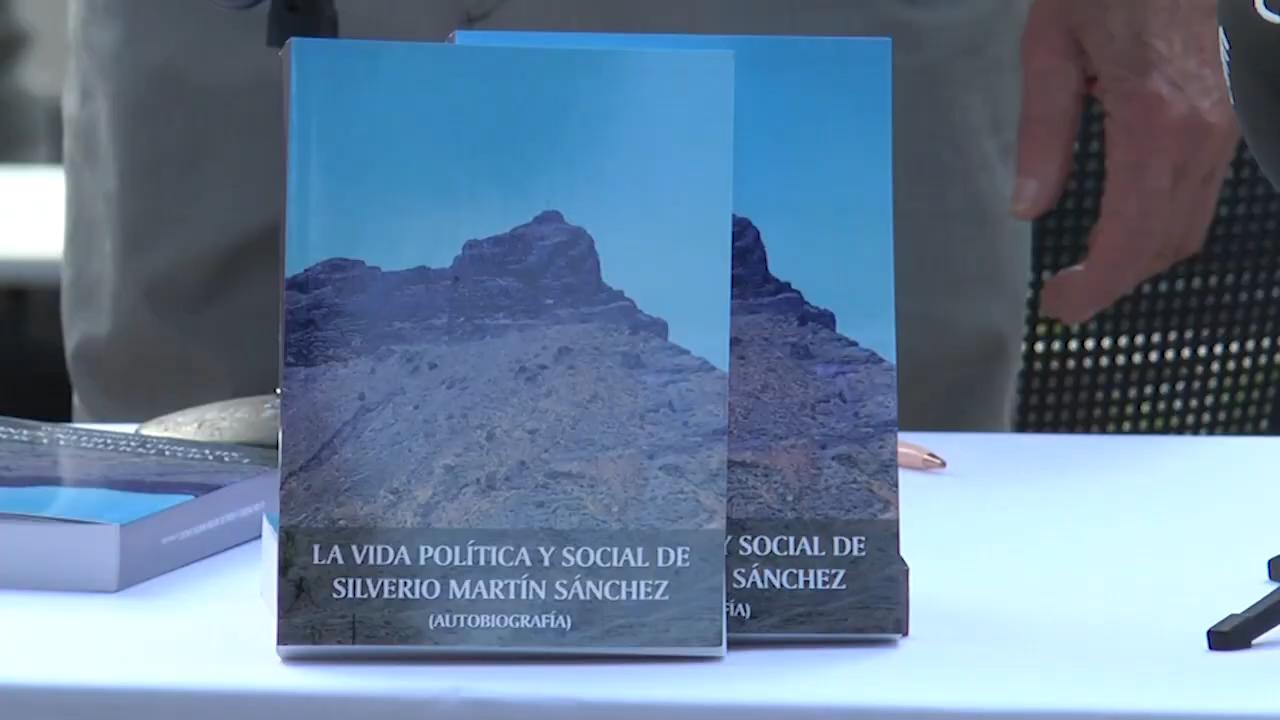 LA VIDA POLÍTICA Y SOCIAL DE
SILVERIO MARTÍN SÁNCHEZ
(AUTOBIOGRAFÍA)
Y SOCIAL DE
SÁNCHEZ
FÍA)